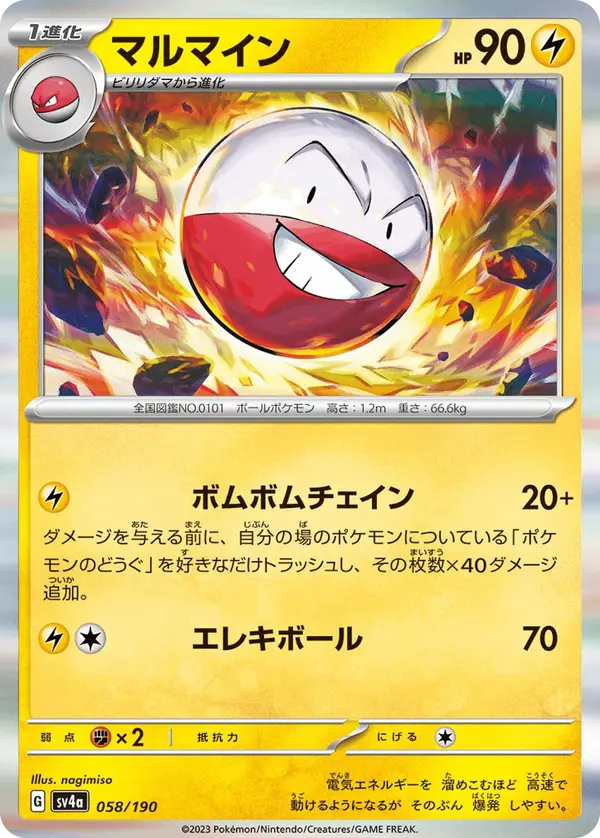 1進化
マルマイン
HP 90
ビリリダマから進化
全国図鑑NO.0101 ボールポケモン 高さ:1.2m 重さ:66.6kg
ボムボムチェイン 20+
ダメージを与える前に、自分の場のポケモンについている「ポケ
モンのどうぐ」を好きなだけトラッシュし、その枚数×40ダメージ
追加。
エレキボール 70
弱点 ×2 抵抗力 にげる
Illus. nagimiso
G sv4a 058/190
電気エネルギーを 溜めこむほど 高速で
動けるようになるが そのぶん 爆発 しやすい。
©2023 Pokémon/Nintendo/Creatures/GAME FREAK.